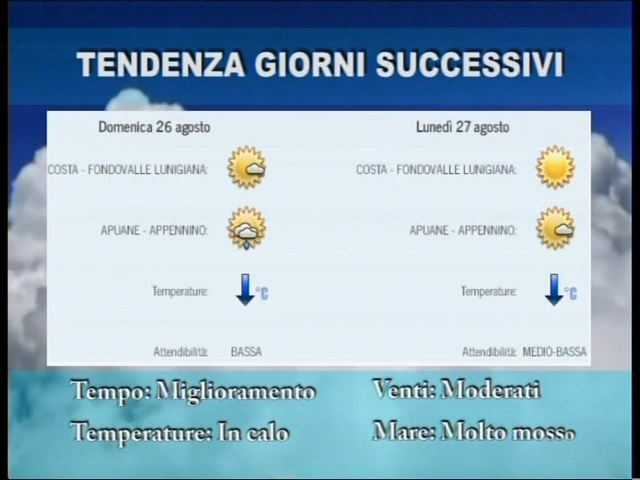 TENDENZA GIORNI SUCCESSIVI
Domenica 26 agosto
COSTA - FONDOVALLE LUNIGIANA:
APUANE - APPENNINO:
Temperature: °C
Attendibilità: BASSA
Lunedì 27 agosto
COSTA - FONDOVALLE LUNIGIANA:
APUANE - APPENNINO:
Temperature: °C
Attendibilità: MEDIO-BASSA
Tempo: Miglioramento
Temperature: In calo
Venti: Moderati
Mare: Molto mosso